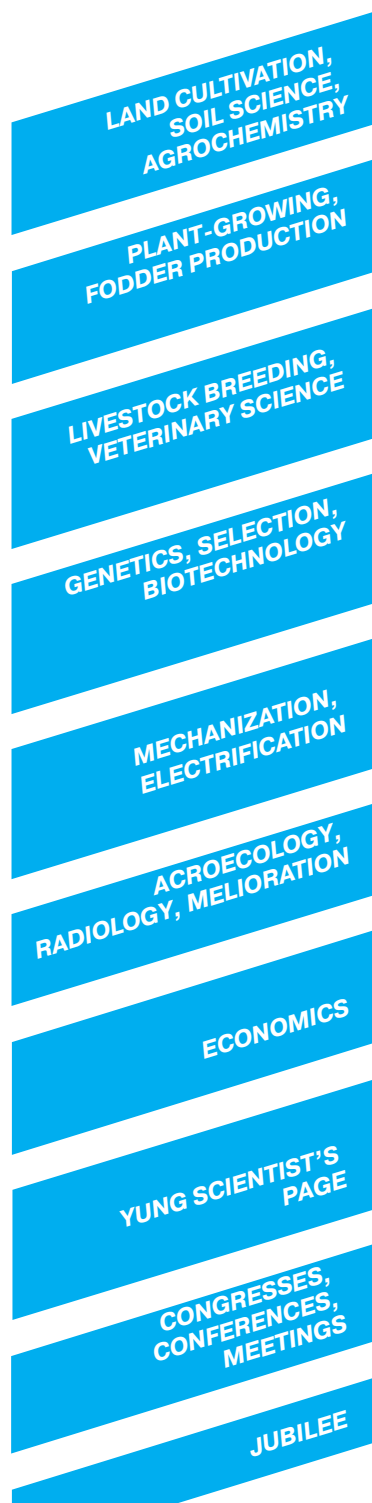 LAND CULTIVATION,
SOIL SCIENCE,
AGROCHEMISTRY
PLANT-GROWING,
FODDER PRODUCTION
LIVESTOCK BREEDING,
VETERINARY SCIENCE
GENETICS, SELECTION,
BIOTECHNOLOGY
MECHANIZATION,
ELECTRIFICATION
ACROECOLOGY,
RADIOLOGY, MELIORATION
ECONOMICS
YUNG SCIENTIST'S
PAGE
CONGRESSES,
CONFERENCES,
MEETINGS
JUBILEE